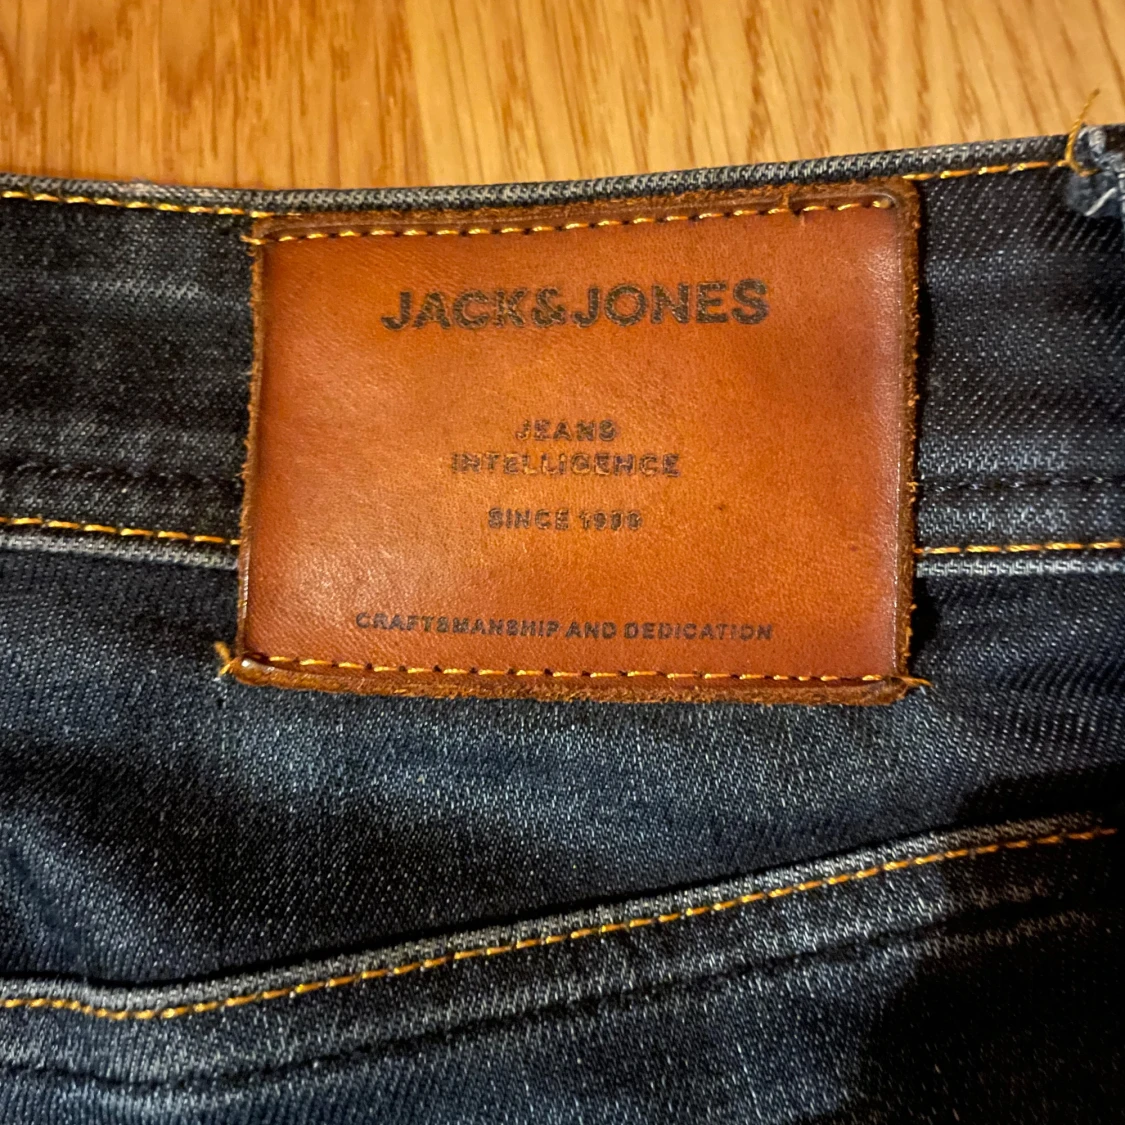 JACK&JONES
JEANS
INTELLIGENCE
SINCE 1990
CRAFTSMANSHIP AND DEDICATION